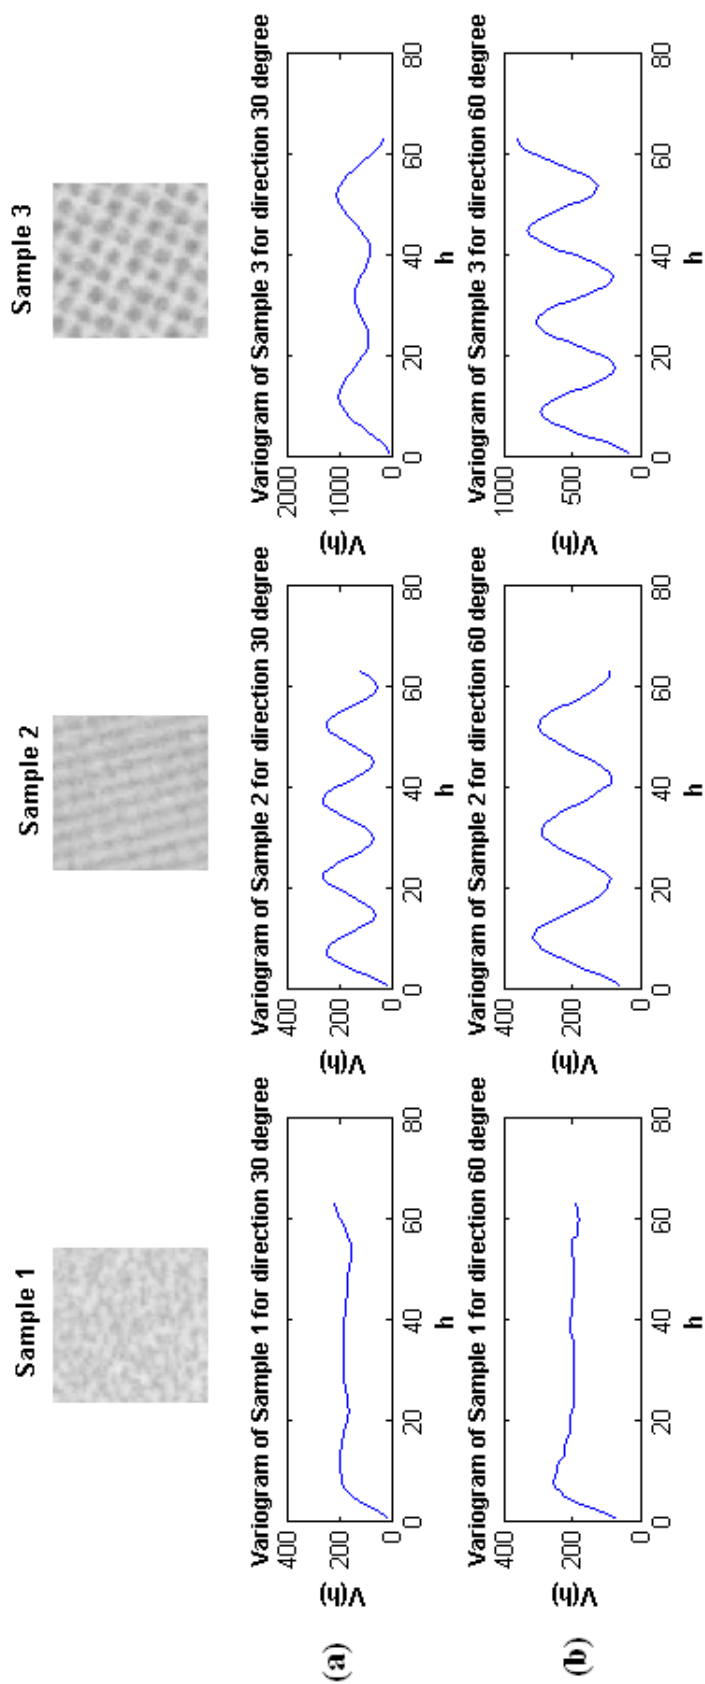 Sample 1
Sample 2
Sample 3
(a)
Variogram of Sample 1 for direction 30 degree
400
200
0
V(h)
0 20 40 60 80
h
Variogram of Sample 2 for direction 30 degree
400
200
0
V(h)
0 20 40 60 80
h
Variogram of Sample 3 for direction 30 degree
2000
1000
0
V(h)
0 20 40 60 80
h
(b)
Variogram of Sample 1 for direction 60 degree
400
200
0
V(h)
0 20 40 60 80
h
Variogram of Sample 2 for direction 60 degree
400
200
0
V(h)
0 20 40 60 80
h
Variogram of Sample 3 for direction 60 degree
1000
500
0
V(h)
0 20 40 60 80
h